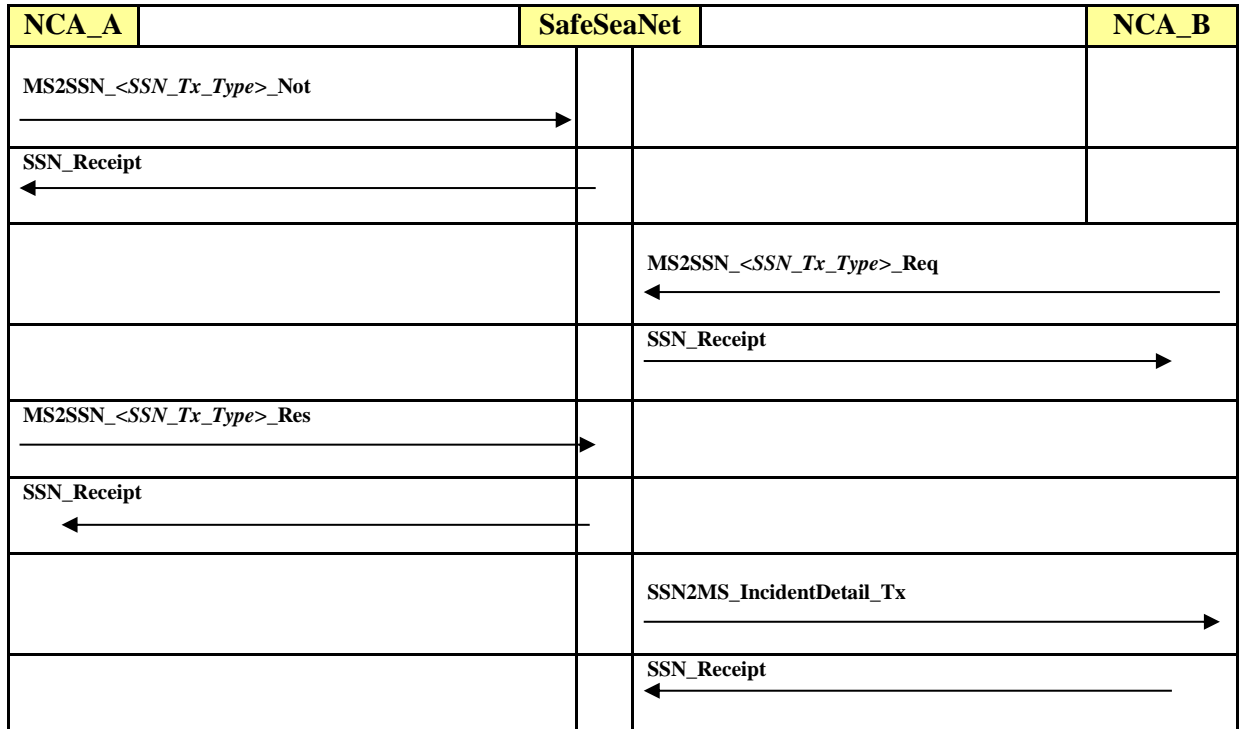 NCA_A SafeSeaNet NCA_B
MS2SSN_<SSN_Tx_Type>_Not
SSN_Receipt
MS2SSN_<SSN_Tx_Type>_Req
SSN_Receipt
MS2SSN_<SSN_Tx_Type>_Res
SSN_Receipt
SSN2MS_IncidentDetail_Tx
SSN_Receipt